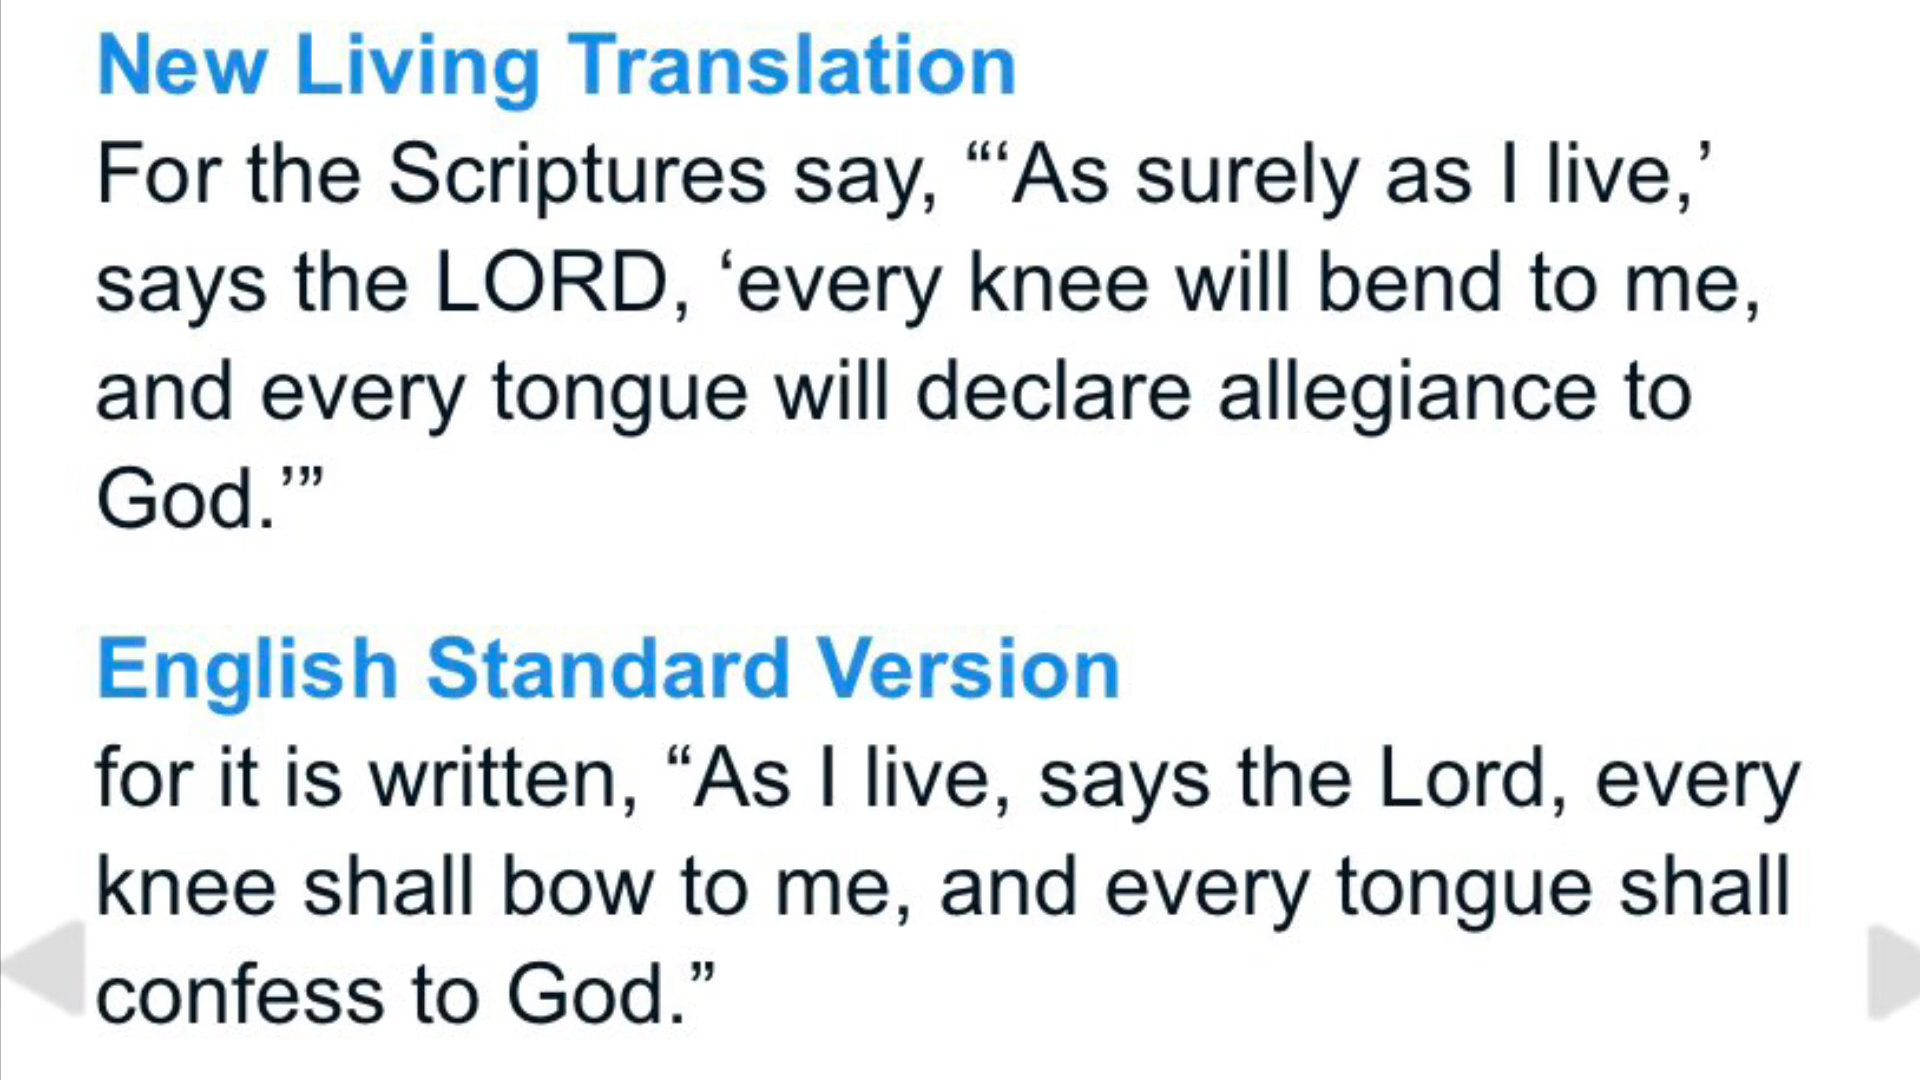 New Living Translation
For the Scriptures say, “‘As surely as I live,’
says the LORD, ‘every knee will bend to me,
and every tongue will declare allegiance to
God.’”
English Standard Version
for it is written, “As I live, says the Lord, every
knee shall bow to me, and every tongue shall
confess to God.”